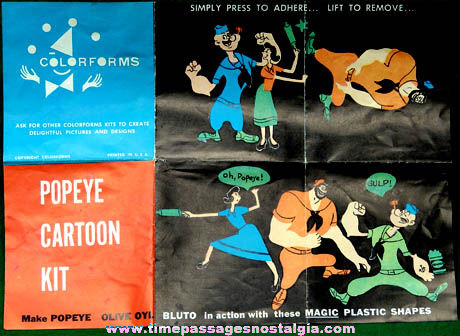 SIMPLY PRESS TO ADHERE... LIFT TO REMOVE...
COLORFORMS
ASK FOR OTHER COLORFORMS KITS TO CREATE
DELIGHTFUL PICTURES AND DESIGNS
COPYRIGHT COLORFORMS PRINTED IN U.S.A.
POPEYE
CARTOON
KIT
Oh, Popeye!
GULP!
Make POPEYE OLIVE OYL BLUTO in action with these MAGIC PLASTIC SHAPES
www.timepassagesnostalgia.com